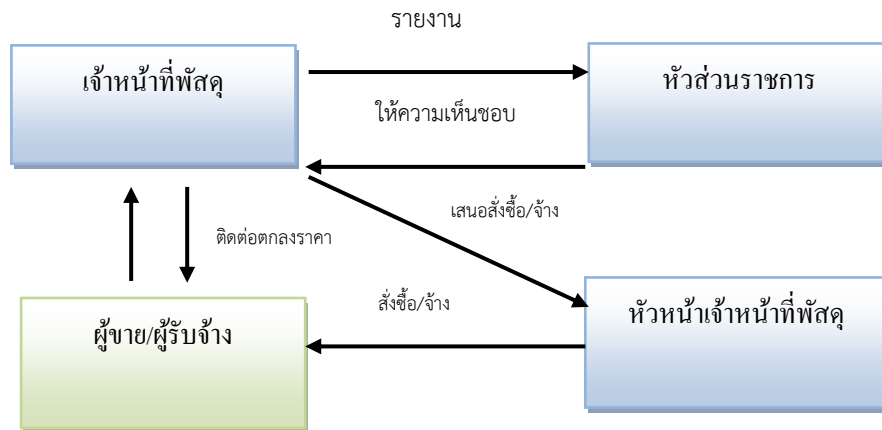 รายงาน
เจ้าหน้าที่พัสดุ
หัวส่วนราชการ
ให้ความเห็นชอบ
เสนอสั่งซื้อ/จ้าง
ติดต่อตกลงราคา
สั่งซื้อ/จ้าง
หัวหน้าเจ้าหน้าที่พัสดุ
ผู้ขาย/ผู้รับจ้าง